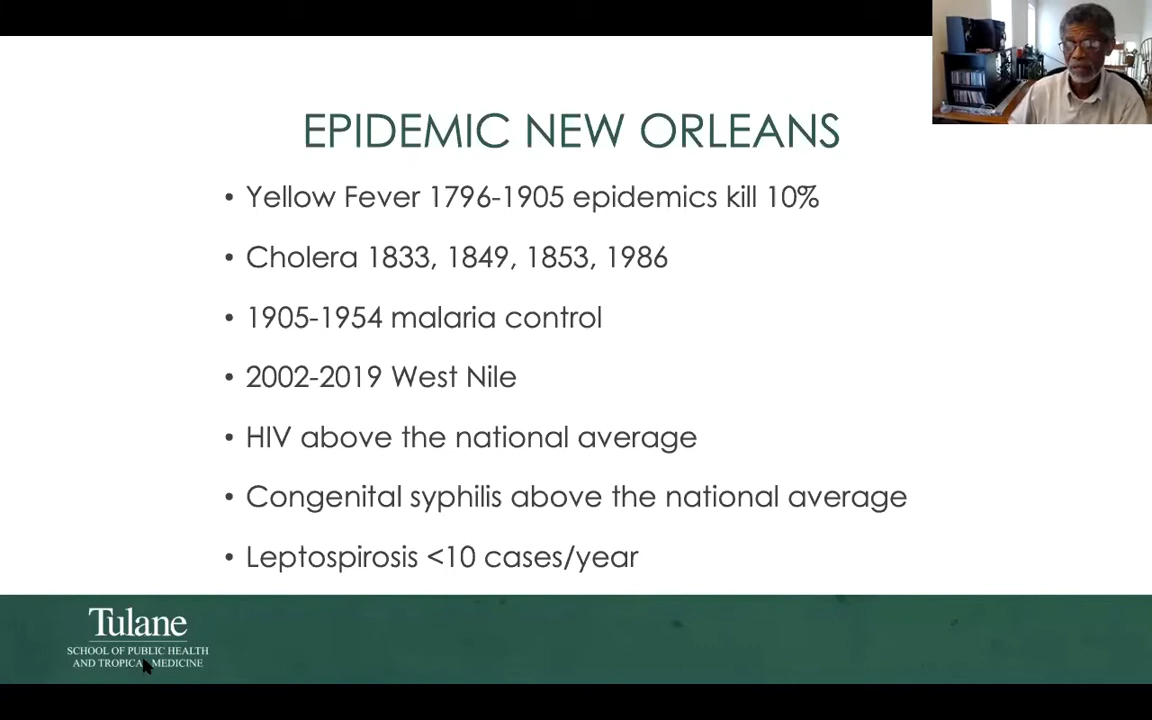 EPIDEMIC NEW ORLEANS
• Yellow Fever 1796-1905 epidemics kill 10%
• Cholera 1833, 1849, 1853, 1986
• 1905-1954 malaria control
• 2002-2019 West Nile
• HIV above the national average
• Congenital syphilis above the national average
• Leptospirosis <10 cases/year
Tulane
SCHOOL OF PUBLIC HEALTH
AND TROPICAL MEDICINE